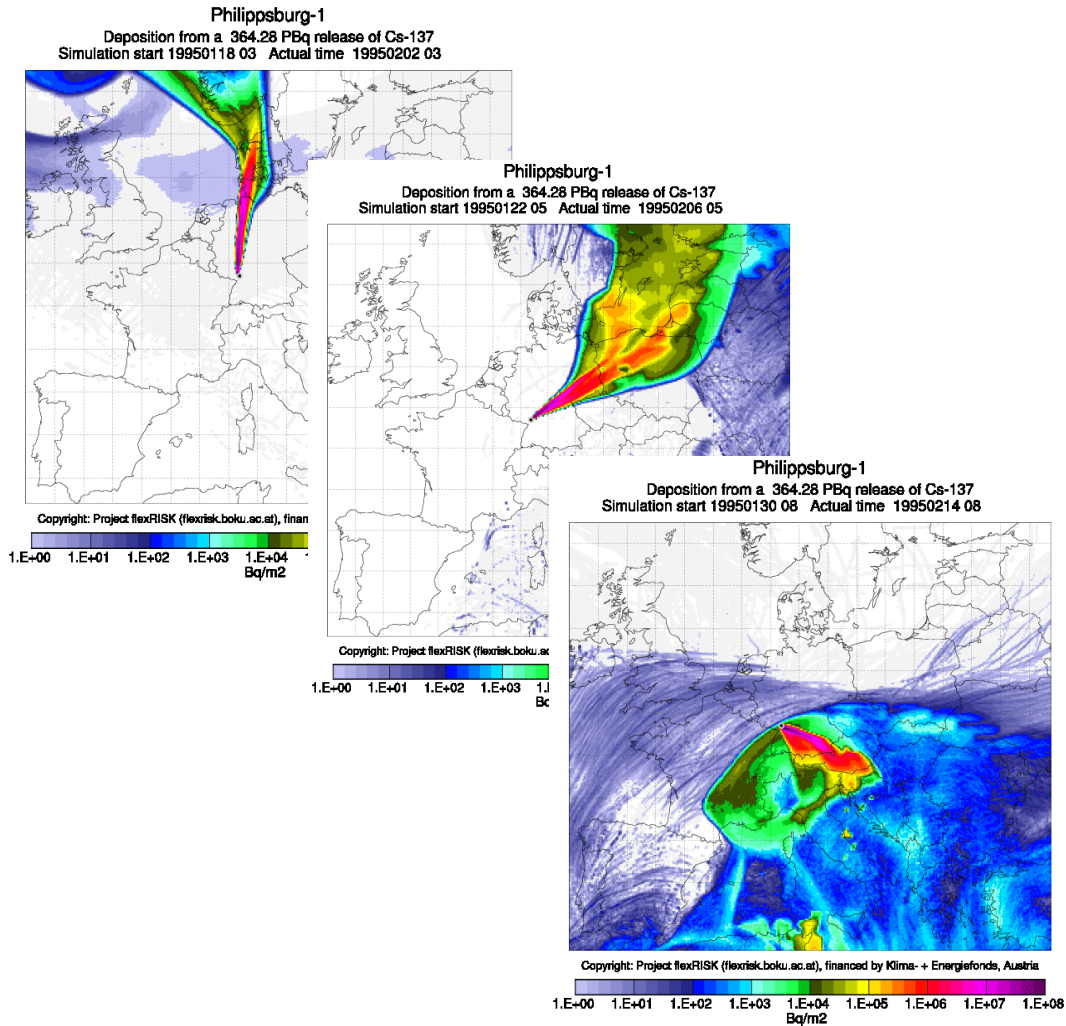 Philippsburg-1
Deposition from a 364.28 PBq release of Cs-137
Simulation start 19950118 03 Actual time 19950202 03
Copyright: Project flexRISK (flexrisk.boku.ac.at), finan
1.E+00 1.E+01 1.E+02 1.E+03 1.E+04
Bq/m2
Philippsburg-1
Deposition from a 364.28 PBq release of Cs-137
Simulation start 19950122 05 Actual time 19950206 05
Copyright: Project flexRISK (flexrisk.boku.ac
1.E+00 1.E+01 1.E+02 1.E+03
Philippsburg-1
Deposition from a 364.28 PBq release of Cs-137
Simulation start 19950130 08 Actual time 19950214 08
Copyright: Project flexRISK (flexrisk.boku.ac.at), financed by Klima- + Energiefonds, Austria
1.E+00 1.E+01 1.E+02 1.E+03 1.E+04 1.E+05 1.E+06 1.E+07 1.E+08
Bq/m2